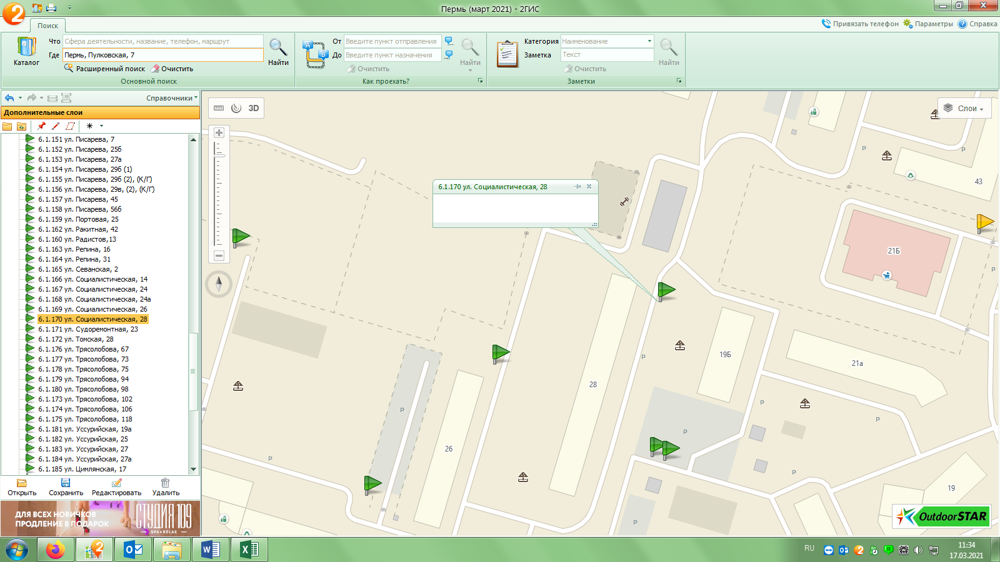 Пермь (март 2021) - 2ГИС
Поиск
Привязать телефон
Параметры
Справка
Каталог
Что
Сфера деятельности, название, телефон, маршрут
Где
Пермь, Пулковская, 7
Расширенный поиск
Очистить
Найти
Основной поиск
От
Введите пункт отправления
До
Введите пункт назначения
Очистить
Найти
Как проехать?
Категория
Наименование
Заметка
Текст
Очистить
Найти
Заметки
Справочники
Дополнительные слои
6.1.151 ул. Писарева, 7
6.1.152 ул. Писарева, 25б
6.1.153 ул. Писарева, 27а
6.1.154 ул. Писарева, 29б (1)
6.1.155 ул. Писарева, 29б (2), (К/Г)
6.1.156 ул. Писарева, 29в, (2), (К/Г)
6.1.157 ул. Писарева, 45
6.1.158 ул. Писарева, 56б
6.1.159 ул. Портовая, 25
6.1.162 ул. Ракитная, 42
6.1.160 ул. Радистов,13
6.1.163 ул. Репина, 16
6.1.164 ул. Репина, 31
6.1.165 ул. Севанская, 2
6.1.166 ул. Социалистическая, 14
6.1.167 ул. Социалистическая, 24
6.1.168 ул. Социалистическая, 24а
6.1.169 ул. Социалистическая, 26
6.1.170 ул. Социалистическая, 28
6.1.171 ул. Судоремонтная, 23
6.1.172 ул. Томская, 28
6.1.176 ул. Трясолобова, 67
6.1.177 ул. Трясолобова, 73
6.1.178 ул. Трясолобова, 75
6.1.179 ул. Трясолобова, 94
6.1.180 ул. Трясолобова, 98
6.1.173 ул. Трясолобова, 102
6.1.174 ул. Трясолобова, 106
6.1.175 ул. Трясолобова, 118
6.1.181 ул. Уссурийская, 19а
6.1.182 ул. Уссурийская, 25
6.1.183 ул. Уссурийская, 27
6.1.184 ул. Уссурийская, 27а
6.1.185 ул. Цимлянская, 17
Открыть
Сохранить
Редактировать
Удалить
ДЛЯ ВСЕХ НОВИЧКОВ
ПРОДЛЕНИЕ В ПОДАРОК
СТУДИЯ 109
SPA & RELAX
3D
Слои
6.1.170 ул. Социалистическая, 28
43
P
P
21Б
P
19Б
21а
P
28
P
P
P
P
26
P
P
P
19
P
OutdoorSTAR
RU
11:34
17.03.2021